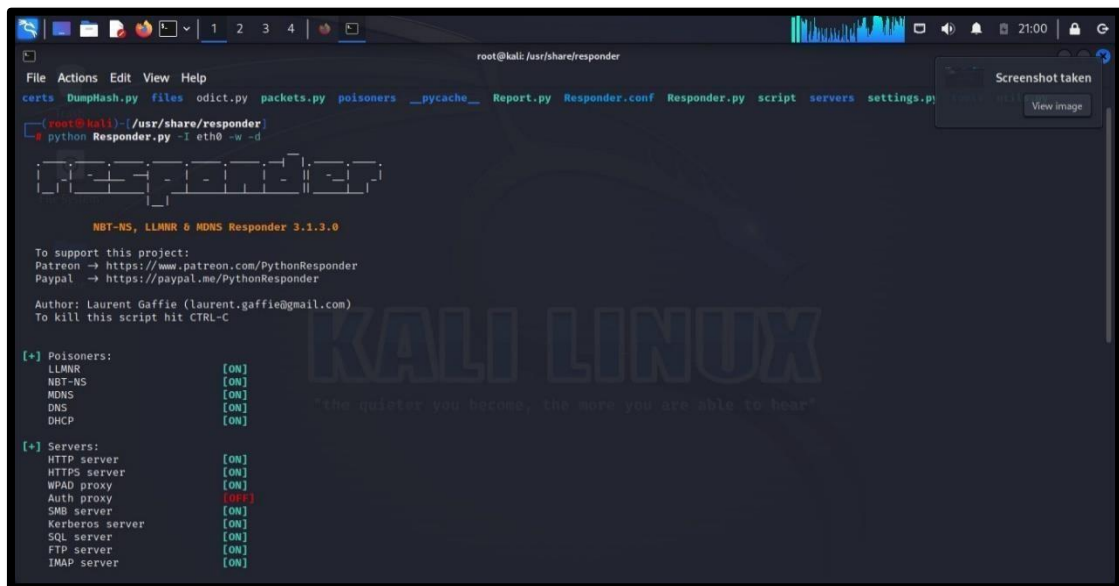 1 2 3 4
21:00
root@kali: /usr/share/responder
File Actions Edit View Help
Screenshot taken
View image
certs DumpHash.py files odict.py packets.py poisoners __pycache__ Report.py Responder.conf Responder.py script servers settings.py
(root@kali)-[/usr/share/responder]
# python Responder.py -I eth0 -w -d
Responder
NBT-NS, LLMNR & MDNS Responder 3.1.3.0
To support this project:
Patreon → https://www.patreon.com/PythonResponder
Paypal → https://paypal.me/PythonResponder
Author: Laurent Gaffie (laurent.gaffie@gmail.com)
To kill this script hit CTRL-C
KALI LINUX
"the quieter you become, the more you are able to hear"
[+] Poisoners:
LLMNR [ON]
NBT-NS [ON]
MDNS [ON]
DNS [ON]
DHCP [ON]
[+] Servers:
HTTP server [ON]
HTTPS server [ON]
WPAD proxy [ON]
Auth proxy [OFF]
SMB server [ON]
Kerberos server [ON]
SQL server [ON]
FTP server [ON]
IMAP server [ON]